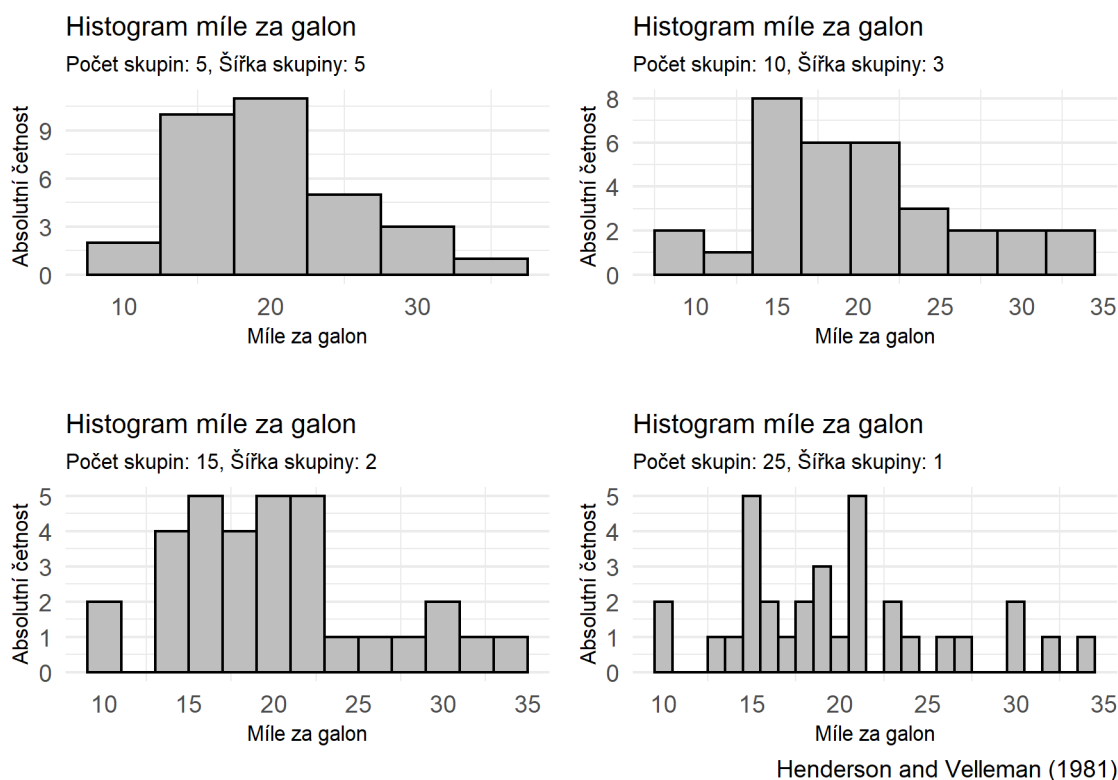 Histogram míle za galon
Počet skupin: 5, Šířka skupiny: 5
Absolutní četnost
9
6
3
0
10 20 30
Míle za galon
Histogram míle za galon
Počet skupin: 10, Šířka skupiny: 3
Absolutní četnost
8
6
4
2
0
10 15 20 25 30 35
Míle za galon
Histogram míle za galon
Počet skupin: 15, Šířka skupiny: 2
Absolutní četnost
5
4
3
2
1
0
10 15 20 25 30 35
Míle za galon
Histogram míle za galon
Počet skupin: 25, Šířka skupiny: 1
Absolutní četnost
5
4
3
2
1
0
10 15 20 25 30 35
Míle za galon
Henderson and Velleman (1981)